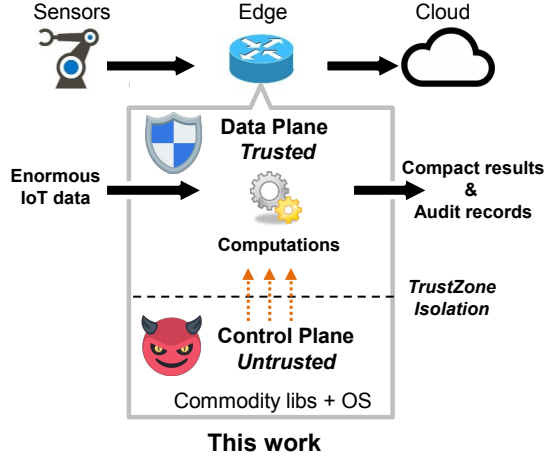 Sensors
Edge
Cloud
Data Plane
Trusted
Enormous
IoT data
Compact results
&
Audit records
Computations
TrustZone
Isolation
Control Plane
Untrusted
Commodity libs + OS
This work